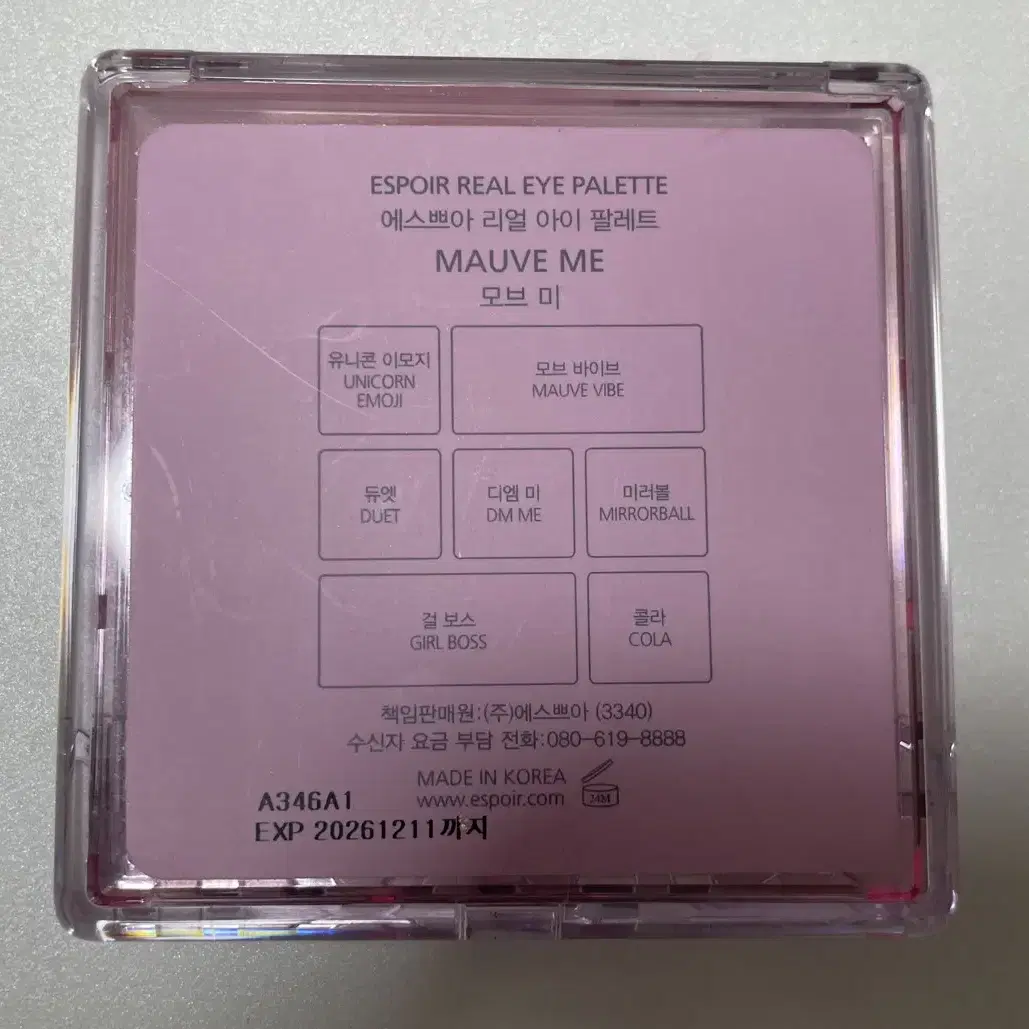 ESPOIR REAL EYE PALETTE
에스쁘아 리얼 아이 팔레트
MAUVE ME
모브 미
유니콘 이모지
UNICORN
EMOJI
모브 바이브
MAUVE VIBE
듀엣
DUET
디엠 미
DM ME
미러볼
MIRRORBALL
걸 보스
GIRL BOSS
콜라
COLA
책임판매원:(주)에스쁘아 (3340)
수신자 요금 부담 전화:080-619-8888
MADE IN KOREA
www.espoir.com
24M
A346A1
EXP 20261211까지